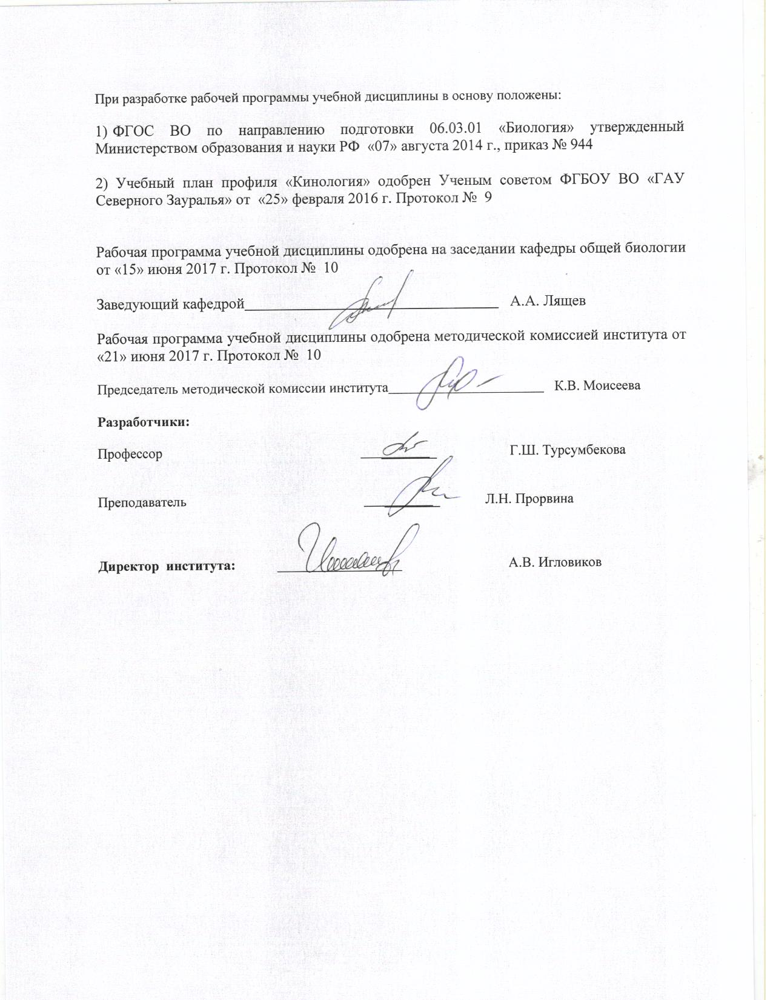 При разработке рабочей программы учебной дисциплины в основу положены:
1) ФГОС ВО по направлению подготовки 06.03.01 «Биология» утвержденный
Министерством образования и науки РФ «07» августа 2014 г., приказ № 944
2) Учебный план профиля «Кинология» одобрен Ученым советом ФГБОУ ВО «ГАУ
Северного Зауралья» от «25» февраля 2016 г. Протокол № 9
Рабочая программа учебной дисциплины одобрена на заседании кафедры общей биологии
от «15» июня 2017 г. Протокол № 10
Заведующий кафедрой А.А. Лящев
Рабочая программа учебной дисциплины одобрена методической комиссией института от
«21» июня 2017 г. Протокол № 10
Председатель методической комиссии института К.В. Моисеева
Разработчики:
Профессор Г.Ш. Турсумбекова
Преподаватель Л.Н. Прорвина
Директор института: А.В. Игловиков